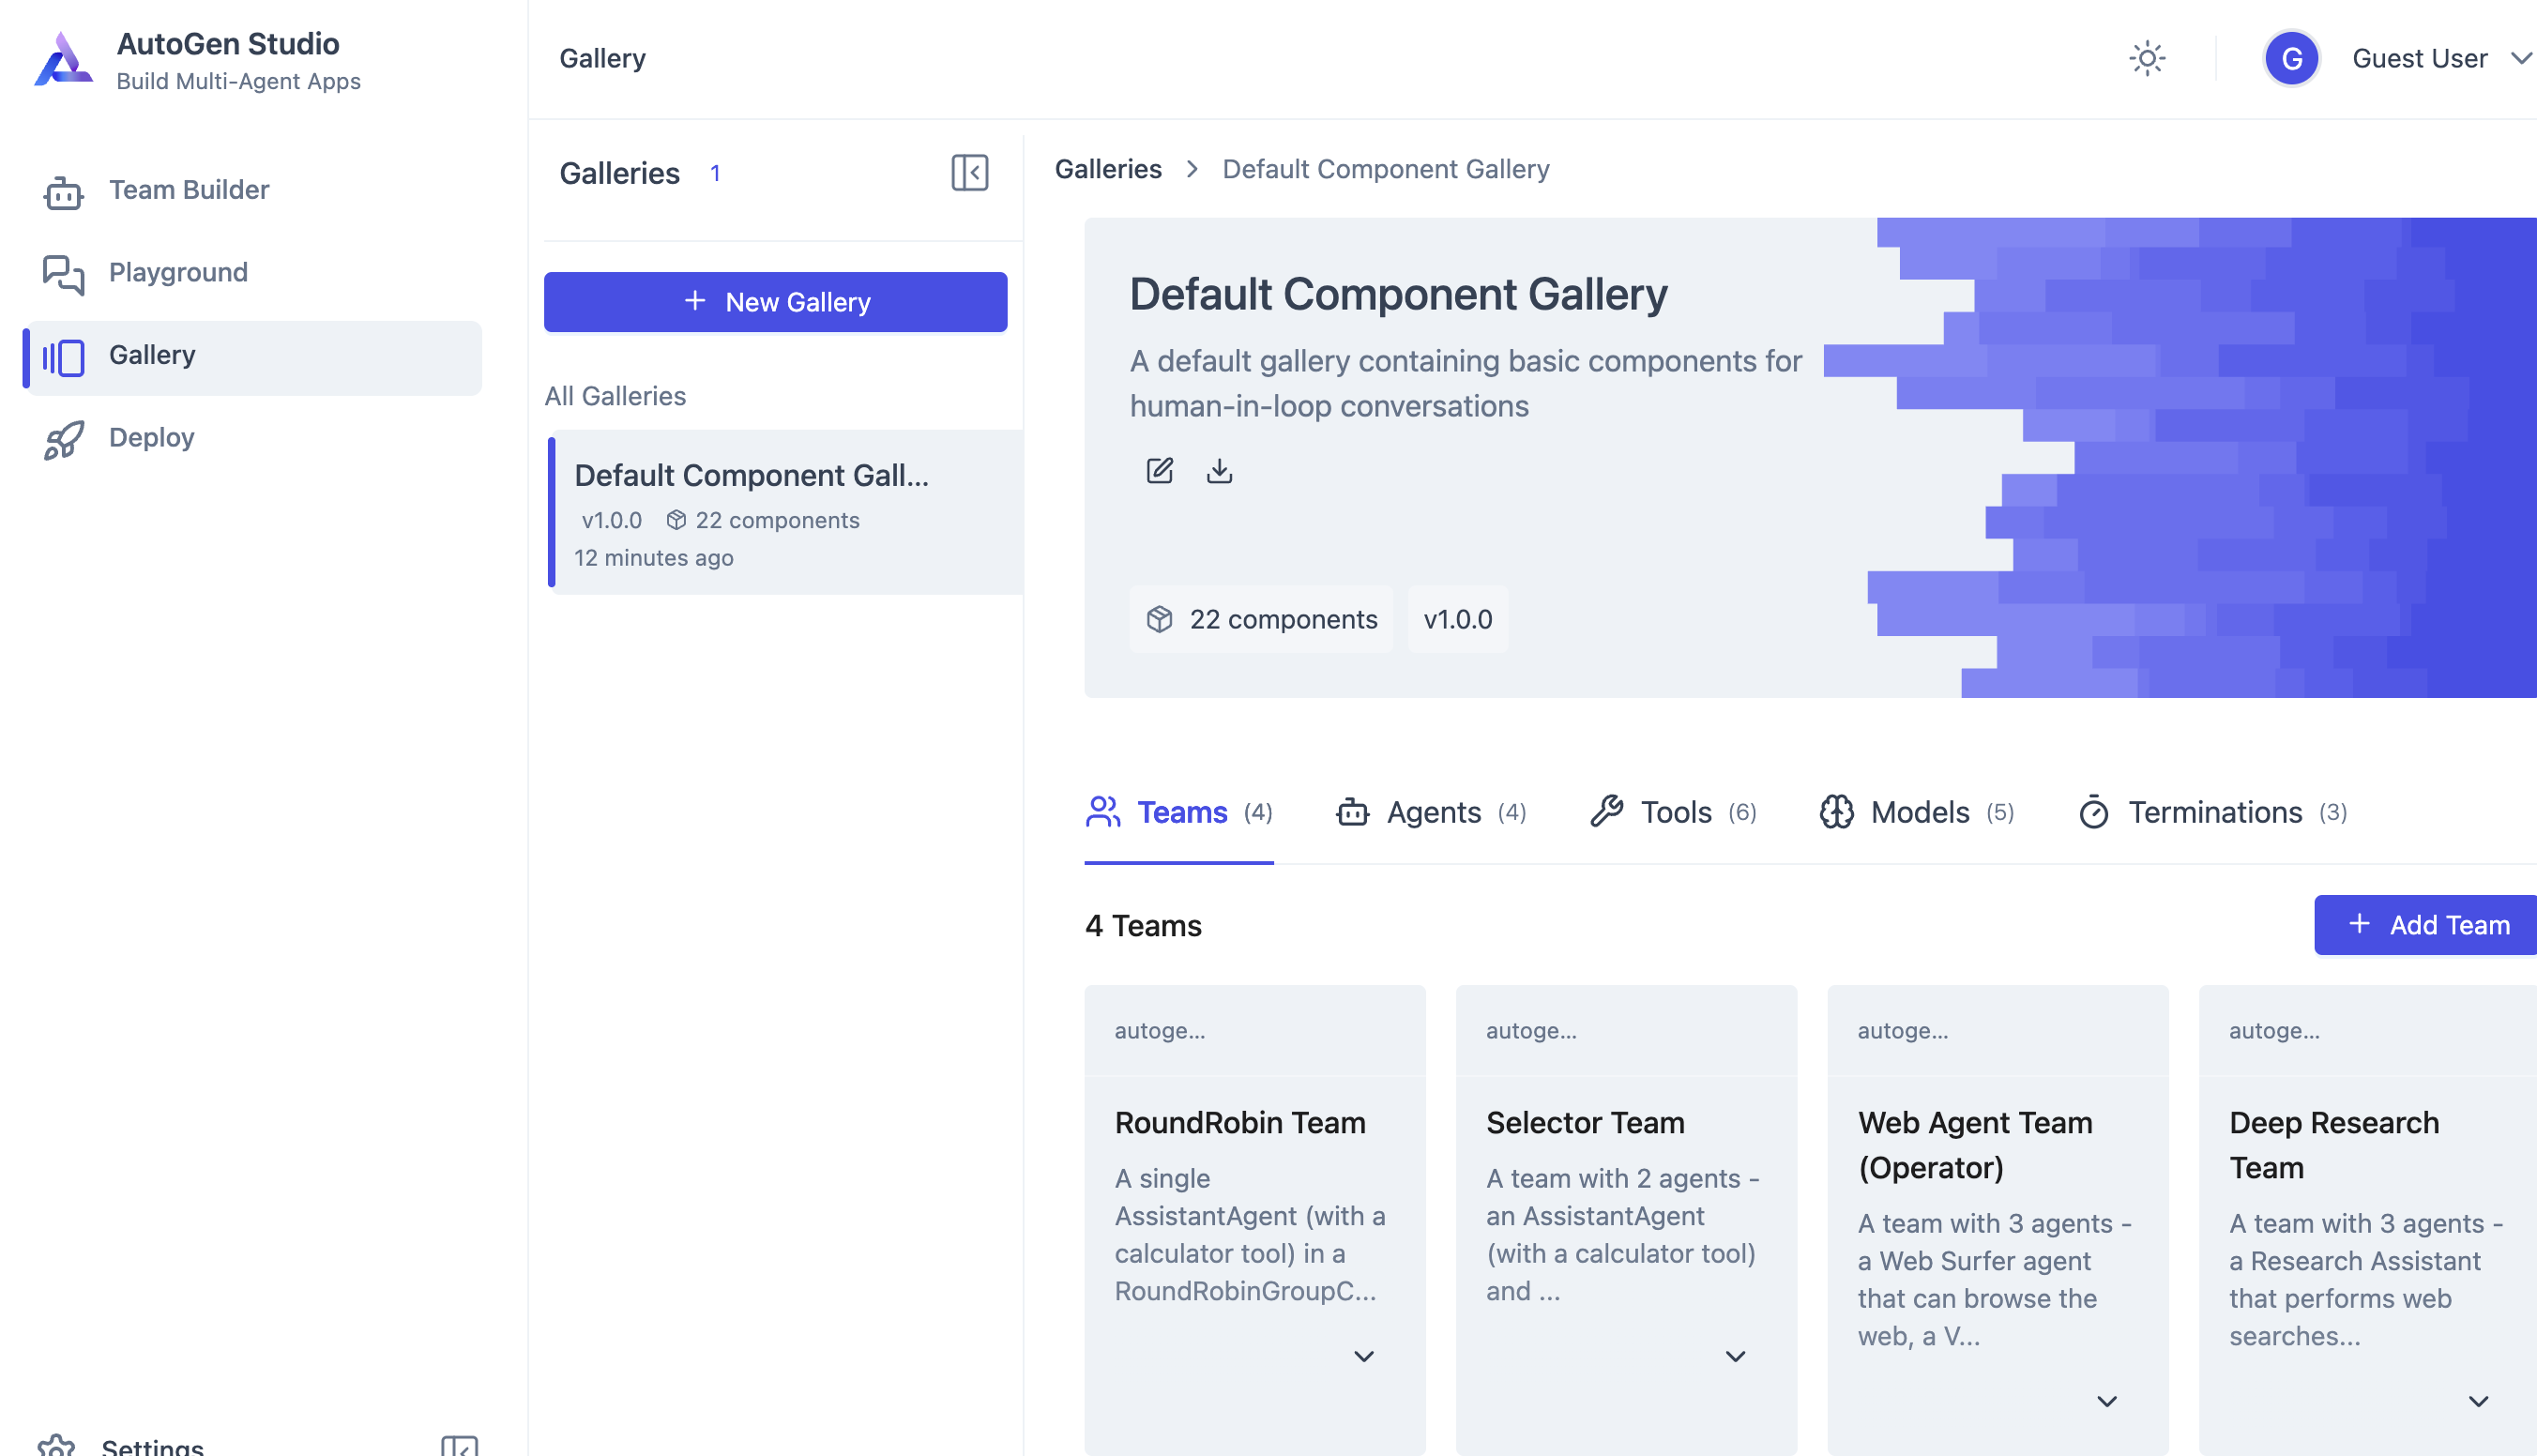 AutoGen Studio
Build Multi-Agent Apps
Team Builder
Playground
Gallery
Deploy
Settings
Gallery
G
Guest User
Galleries 1
New Gallery
All Galleries
Default Component Gall...
v1.0.0 22 components
12 minutes ago
Galleries > Default Component Gallery
Default Component Gallery
A default gallery containing basic components for
human-in-loop conversations
22 components
v1.0.0
Teams (4)
Agents (4)
Tools (6)
Models (5)
Terminations (3)
4 Teams
+ Add Team
autoge...
RoundRobin Team
A single
AssistantAgent (with a
calculator tool) in a
RoundRobinGroupC...
autoge...
Selector Team
A team with 2 agents -
an AssistantAgent
(with a calculator tool)
and ...
autoge...
Web Agent Team
(Operator)
A team with 3 agents -
a Web Surfer agent
that can browse the
web, a V...
autoge...
Deep Research
Team
A team with 3 agents -
a Research Assistant
that performs web
searches...